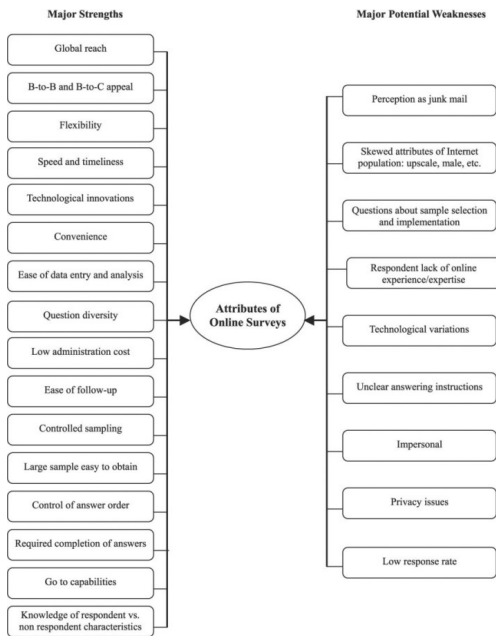 Major Strengths
Global reach
B-to-B and B-to-C appeal
Flexibility
Speed and timeliness
Technological innovations
Convenience
Ease of data entry and analysis
Question diversity
Low administration cost
Ease of follow-up
Controlled sampling
Large sample easy to obtain
Control of answer order
Required completion of answers
Go to capabilities
Knowledge of respondent vs.
non respondent characteristics
Attributes of
Online Surveys
Major Potential Weaknesses
Perception as junk mail
Skewed attributes of Internet
population: upscale, male, etc.
Questions about sample selection
and implementation
Respondent lack of online
experience/expertise
Technological variations
Unclear answering instructions
Impersonal
Privacy issues
Low response rate